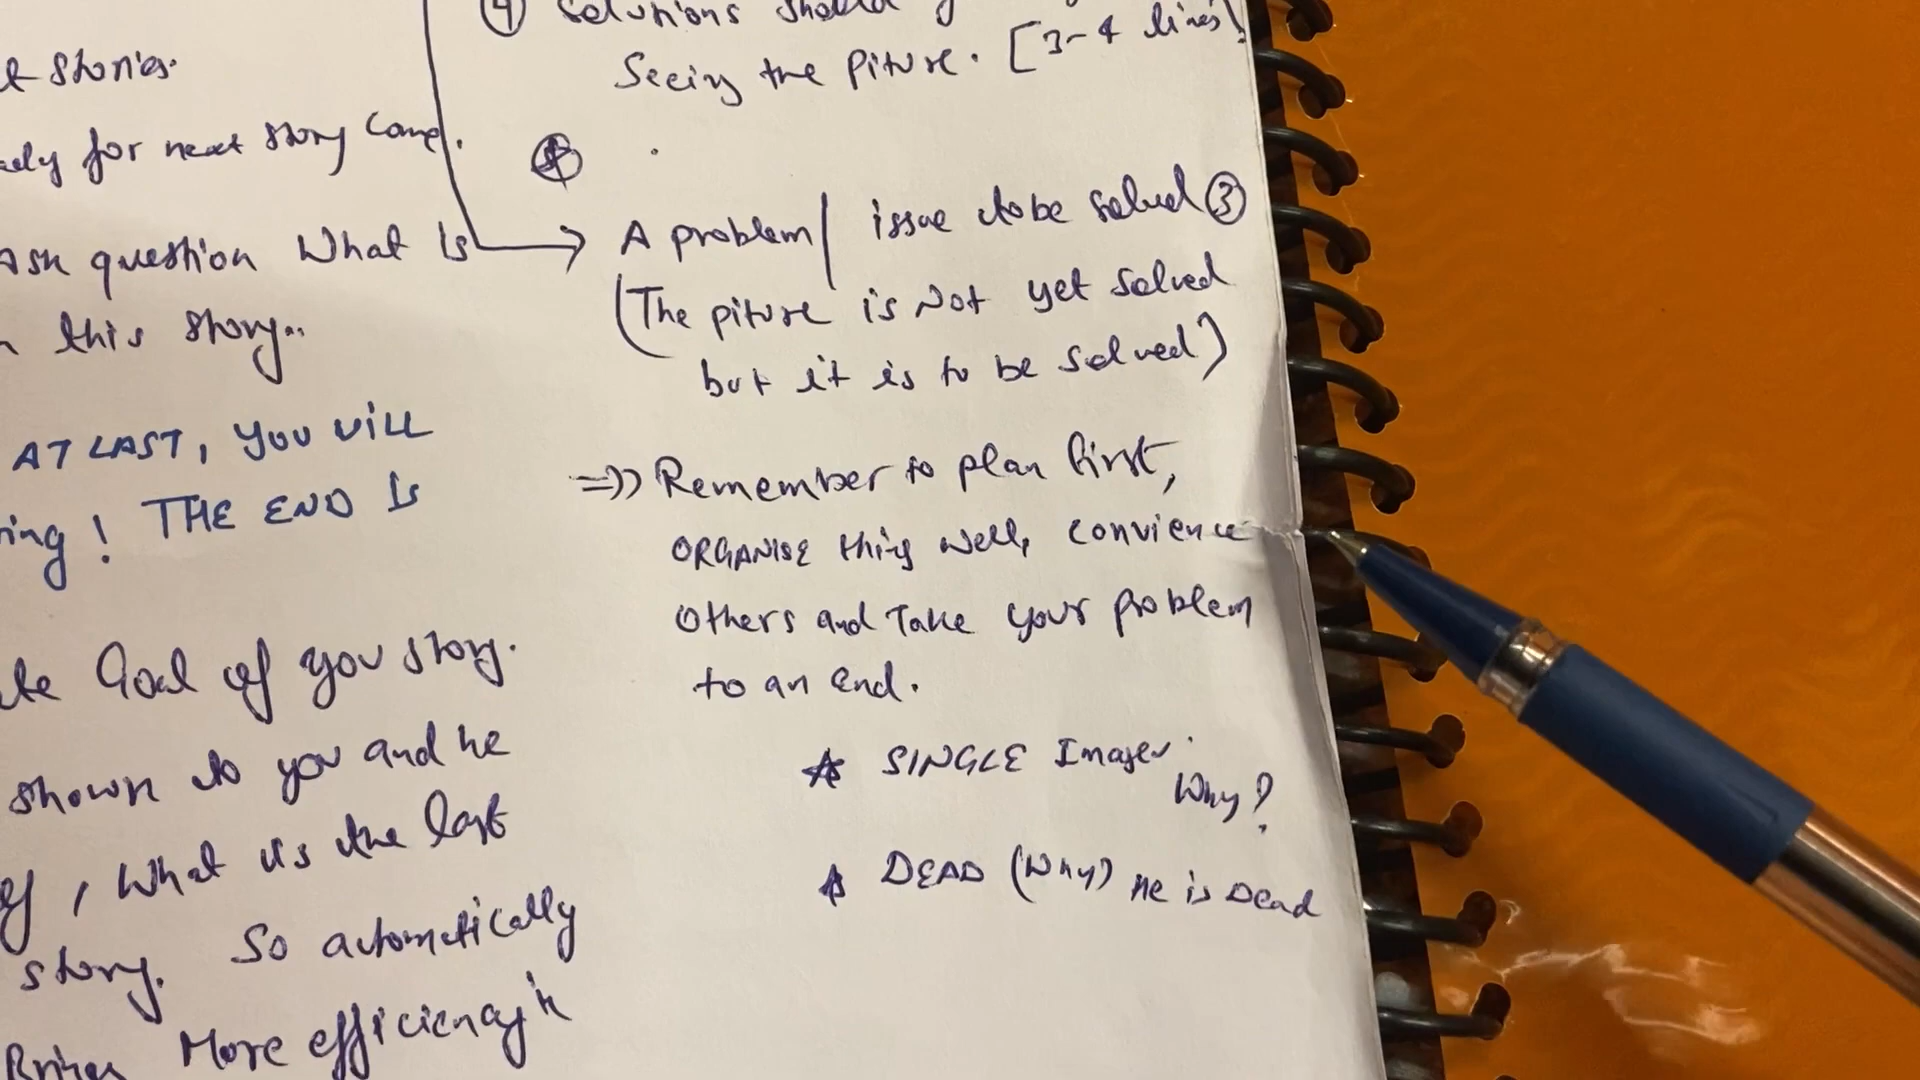 & Stories.
for next story came.
Ask question What is
this story..
AT LAST, YOU WILL
ing! THE END Is
Goal of you story.
shown to you and he
, What is the last
story. So automatically
More efficiency in
④ Solutions should
Seeing the Piture. [3-4 lines]
A problem/ issue to be solved ③
(The piture is Not yet solved
but it is to be solved)
=>) Remember to plan first,
ORGANISE thing well, convience
Others and Take your problem
to an end.
☆ SINGLE Images.
Why?
☆ DEAD (Why) He is Dead